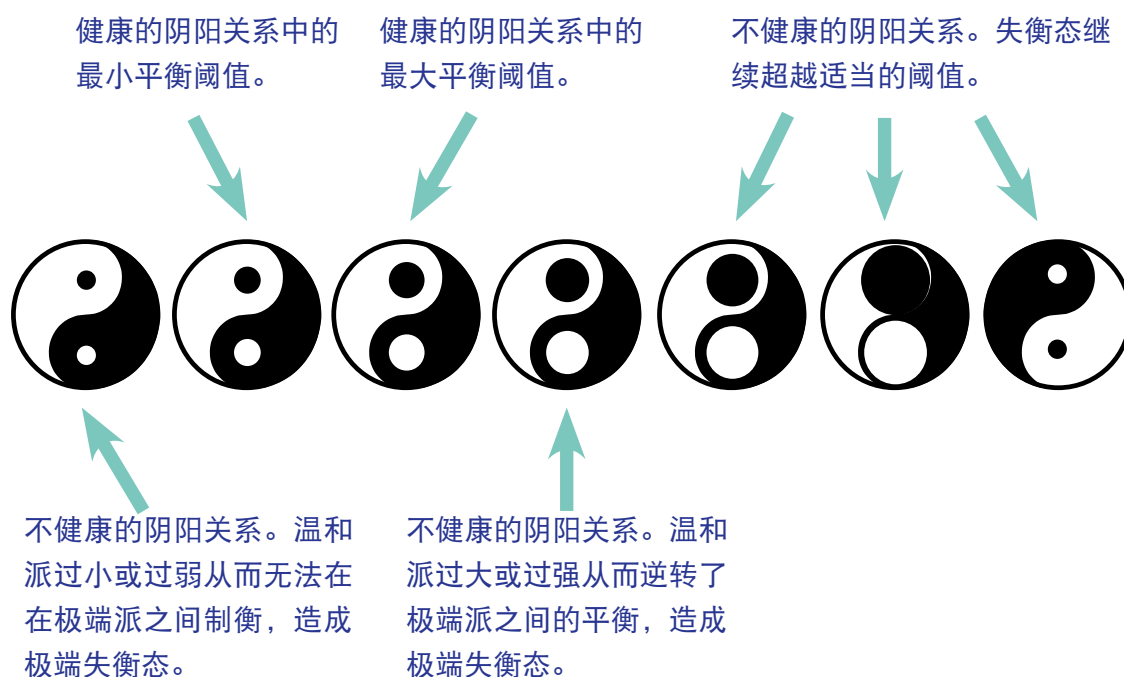 健康的阴阳关系中的
最小平衡阈值。
健康的阴阳关系中的
最大平衡阈值。
不健康的阴阳关系。失衡态继
续超越适当的阈值。
不健康的阴阳关系。温和
派过小或过弱从而无法在
在极端派之间制衡，造成
极端失衡态。
不健康的阴阳关系。温和
派过大或过强从而逆转了
极端派之间的平衡，造成
极端失衡态。